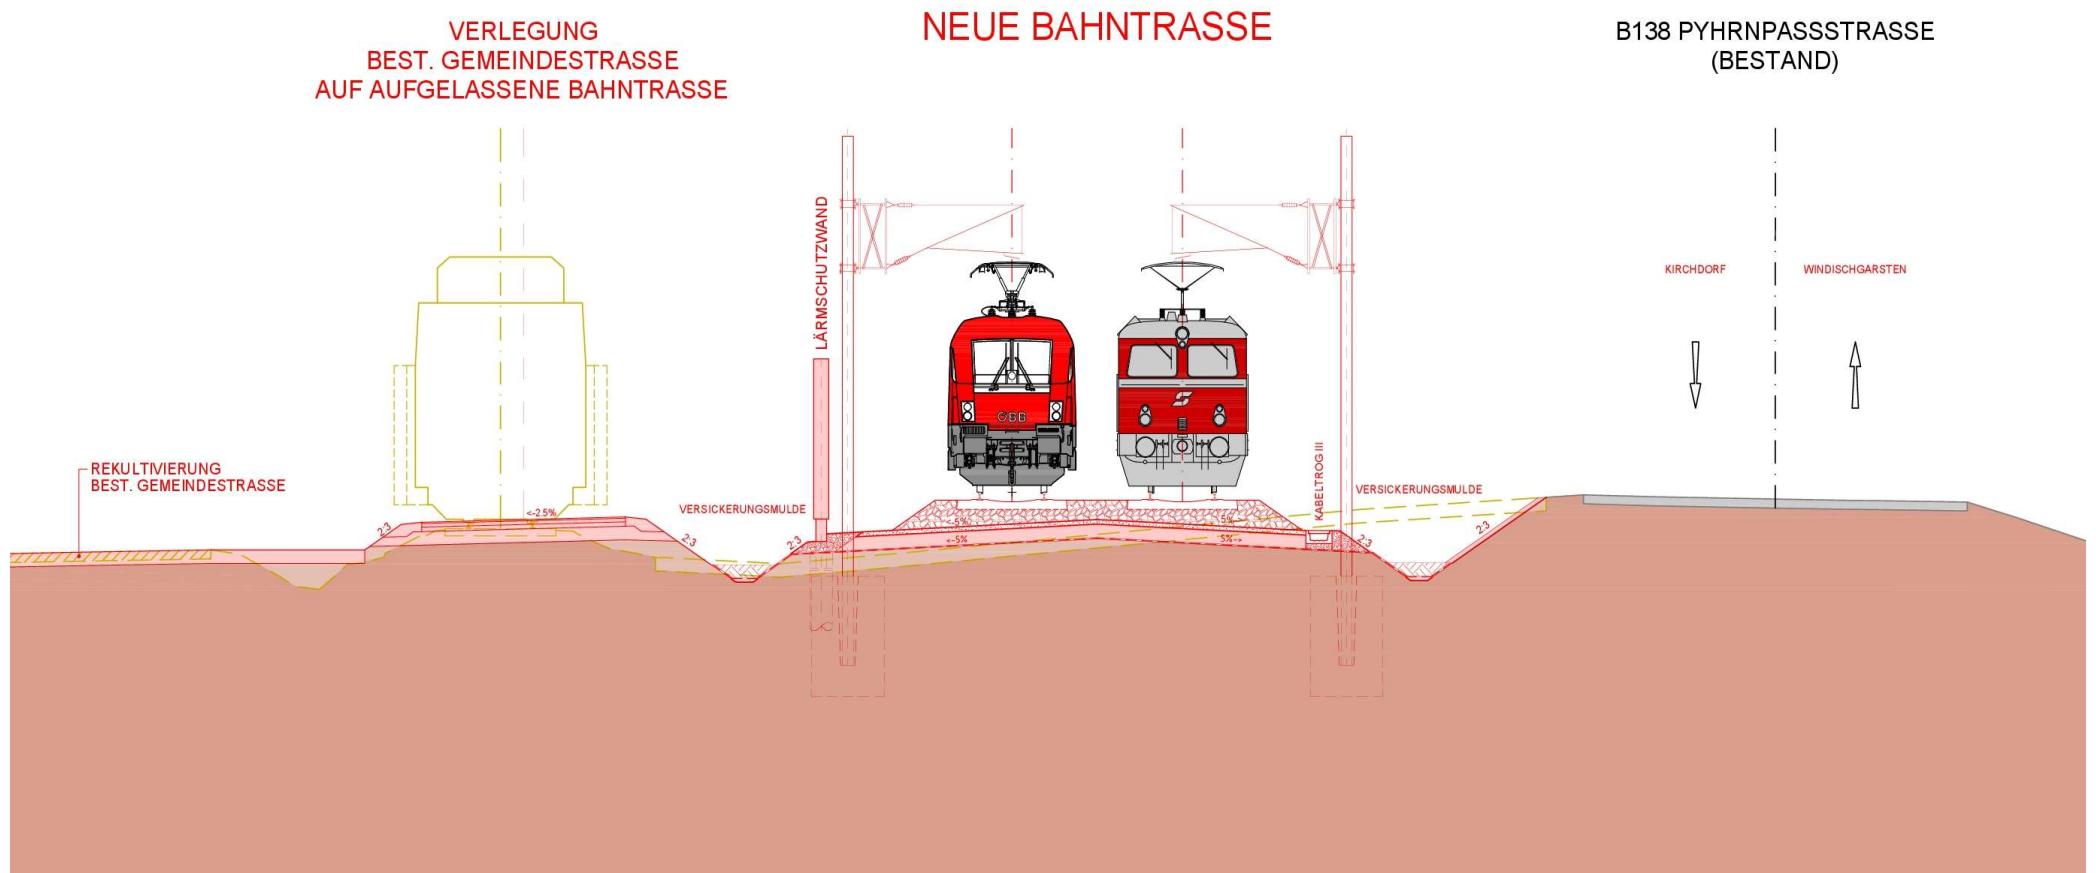 VERLEGUNG
BEST. GEMEINDESTRASSE
AUF AUFGELASSENE BAHNTRASSE
NEUE BAHNTRASSE
B138 PYHRNPASSSTRASSE
(BESTAND)
LÄRMSCHUTZWAND
KIRCHDORF
WINDISCHGARSTEN
ÖBB
REKULTIVIERUNG
BEST. GEMEINDESTRASSE
VERSICKERUNGSMULDE
KABELTROG III
VERSICKERUNGSMULDE
<-2.5%
2:3
2:3
2:3
<-5%
5%->
<-5%
5%->
2:3
2:3